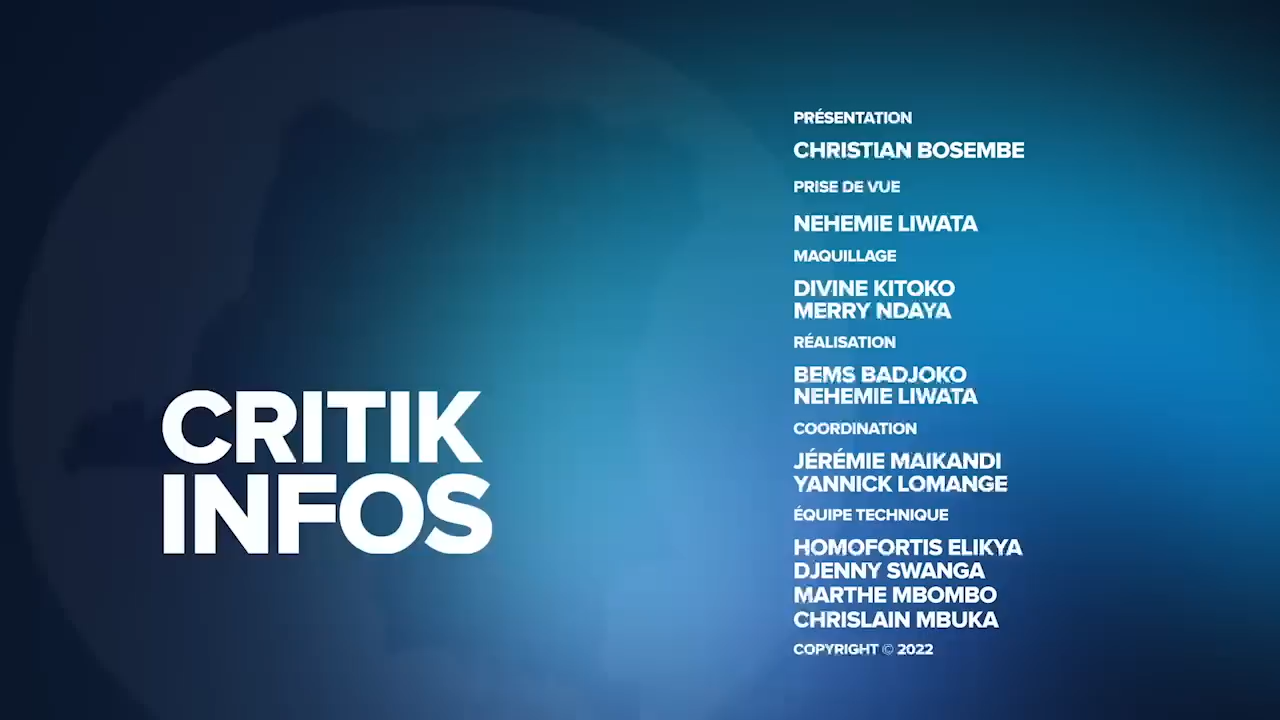 CRITIK
INFOS
PRÉSENTATION
CHRISTIAN BOSEMBE
PRISE DE VUE
NEHEMIE LIWATA
MAQUILLAGE
DIVINE KITOKO
MERRY NDAYA
RÉALISATION
BEMS BADJOKO
NEHEMIE LIWATA
COORDINATION
JÉRÉMIE MAIKANDI
YANNICK LOMANGE
ÉQUIPE TECHNIQUE
HOMOFORTIS ELIKYA
DJENNY SWANGA
MARTHE MBOMBO
CHRISLAIN MBUKA
COPYRIGHT © 2022